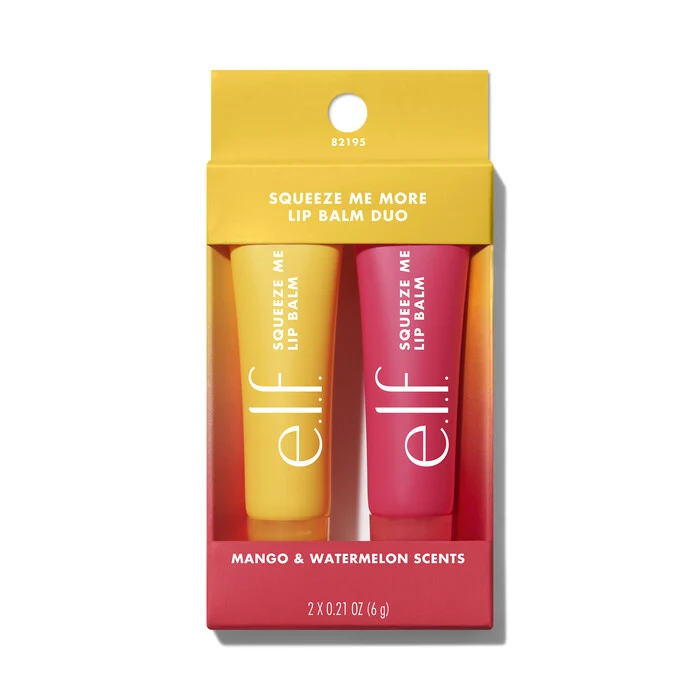 82195
SQUEEZE ME MORE
LIP BALM DUO
SQUEEZE ME
LIP BALM
e.l.f.
SQUEEZE ME
LIP BALM
e.l.f.
MANGO & WATERMELON SCENTS
2 X 0.21 OZ (6 g)